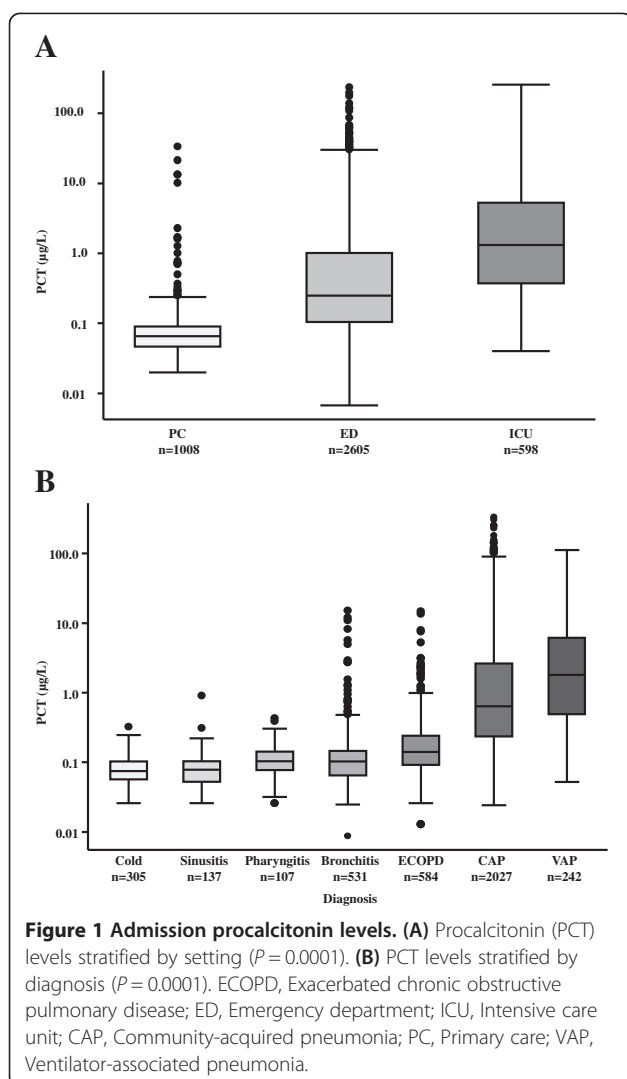 A
100.0
10.0
1.0
0.1
0.01
PCT (µg/L)
PC ED ICU
n=1008 n=2605 n=598
B
100.0
10.0
1.0
0.1
0.01
PCT (µg/L)
Cold Sinusitis Pharyngitis Bronchitis ECOPD CAP VAP
n=305 n=137 n=107 n=531 n=584 n=2027 n=242
Diagnosis
Figure 1 Admission procalcitonin levels. (A) Procalcitonin (PCT)
levels stratified by setting (P = 0.0001). (B) PCT levels stratified by
diagnosis (P = 0.0001). ECOPD, Exacerbated chronic obstructive
pulmonary disease; ED, Emergency department; ICU, Intensive care
unit; CAP, Community-acquired pneumonia; PC, Primary care; VAP,
Ventilator-associated pneumonia.